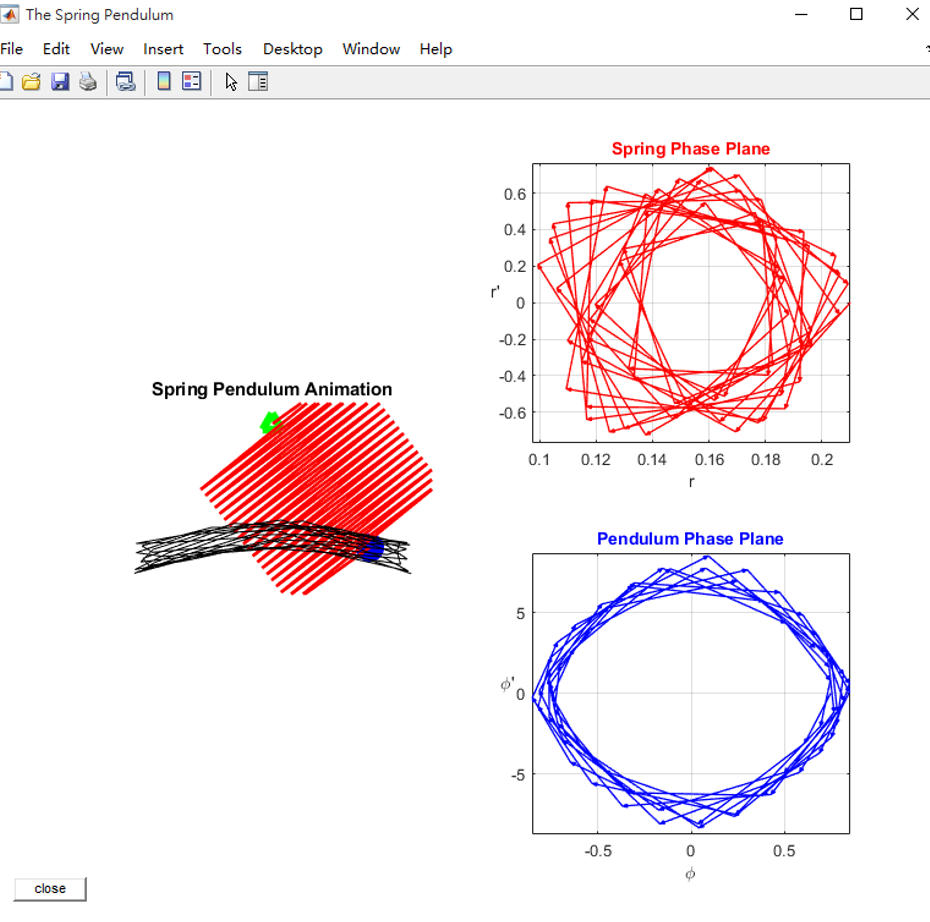 The Spring Pendulum
File Edit View Insert Tools Desktop Window Help
Spring Phase Plane
0.6
0.4
0.2
r'
0
-0.2
-0.4
-0.6
0.1 0.12 0.14 0.16 0.18 0.2
r
Spring Pendulum Animation
Pendulum Phase Plane
5
ϕ' 0
-5
-0.5 0 0.5
ϕ
close